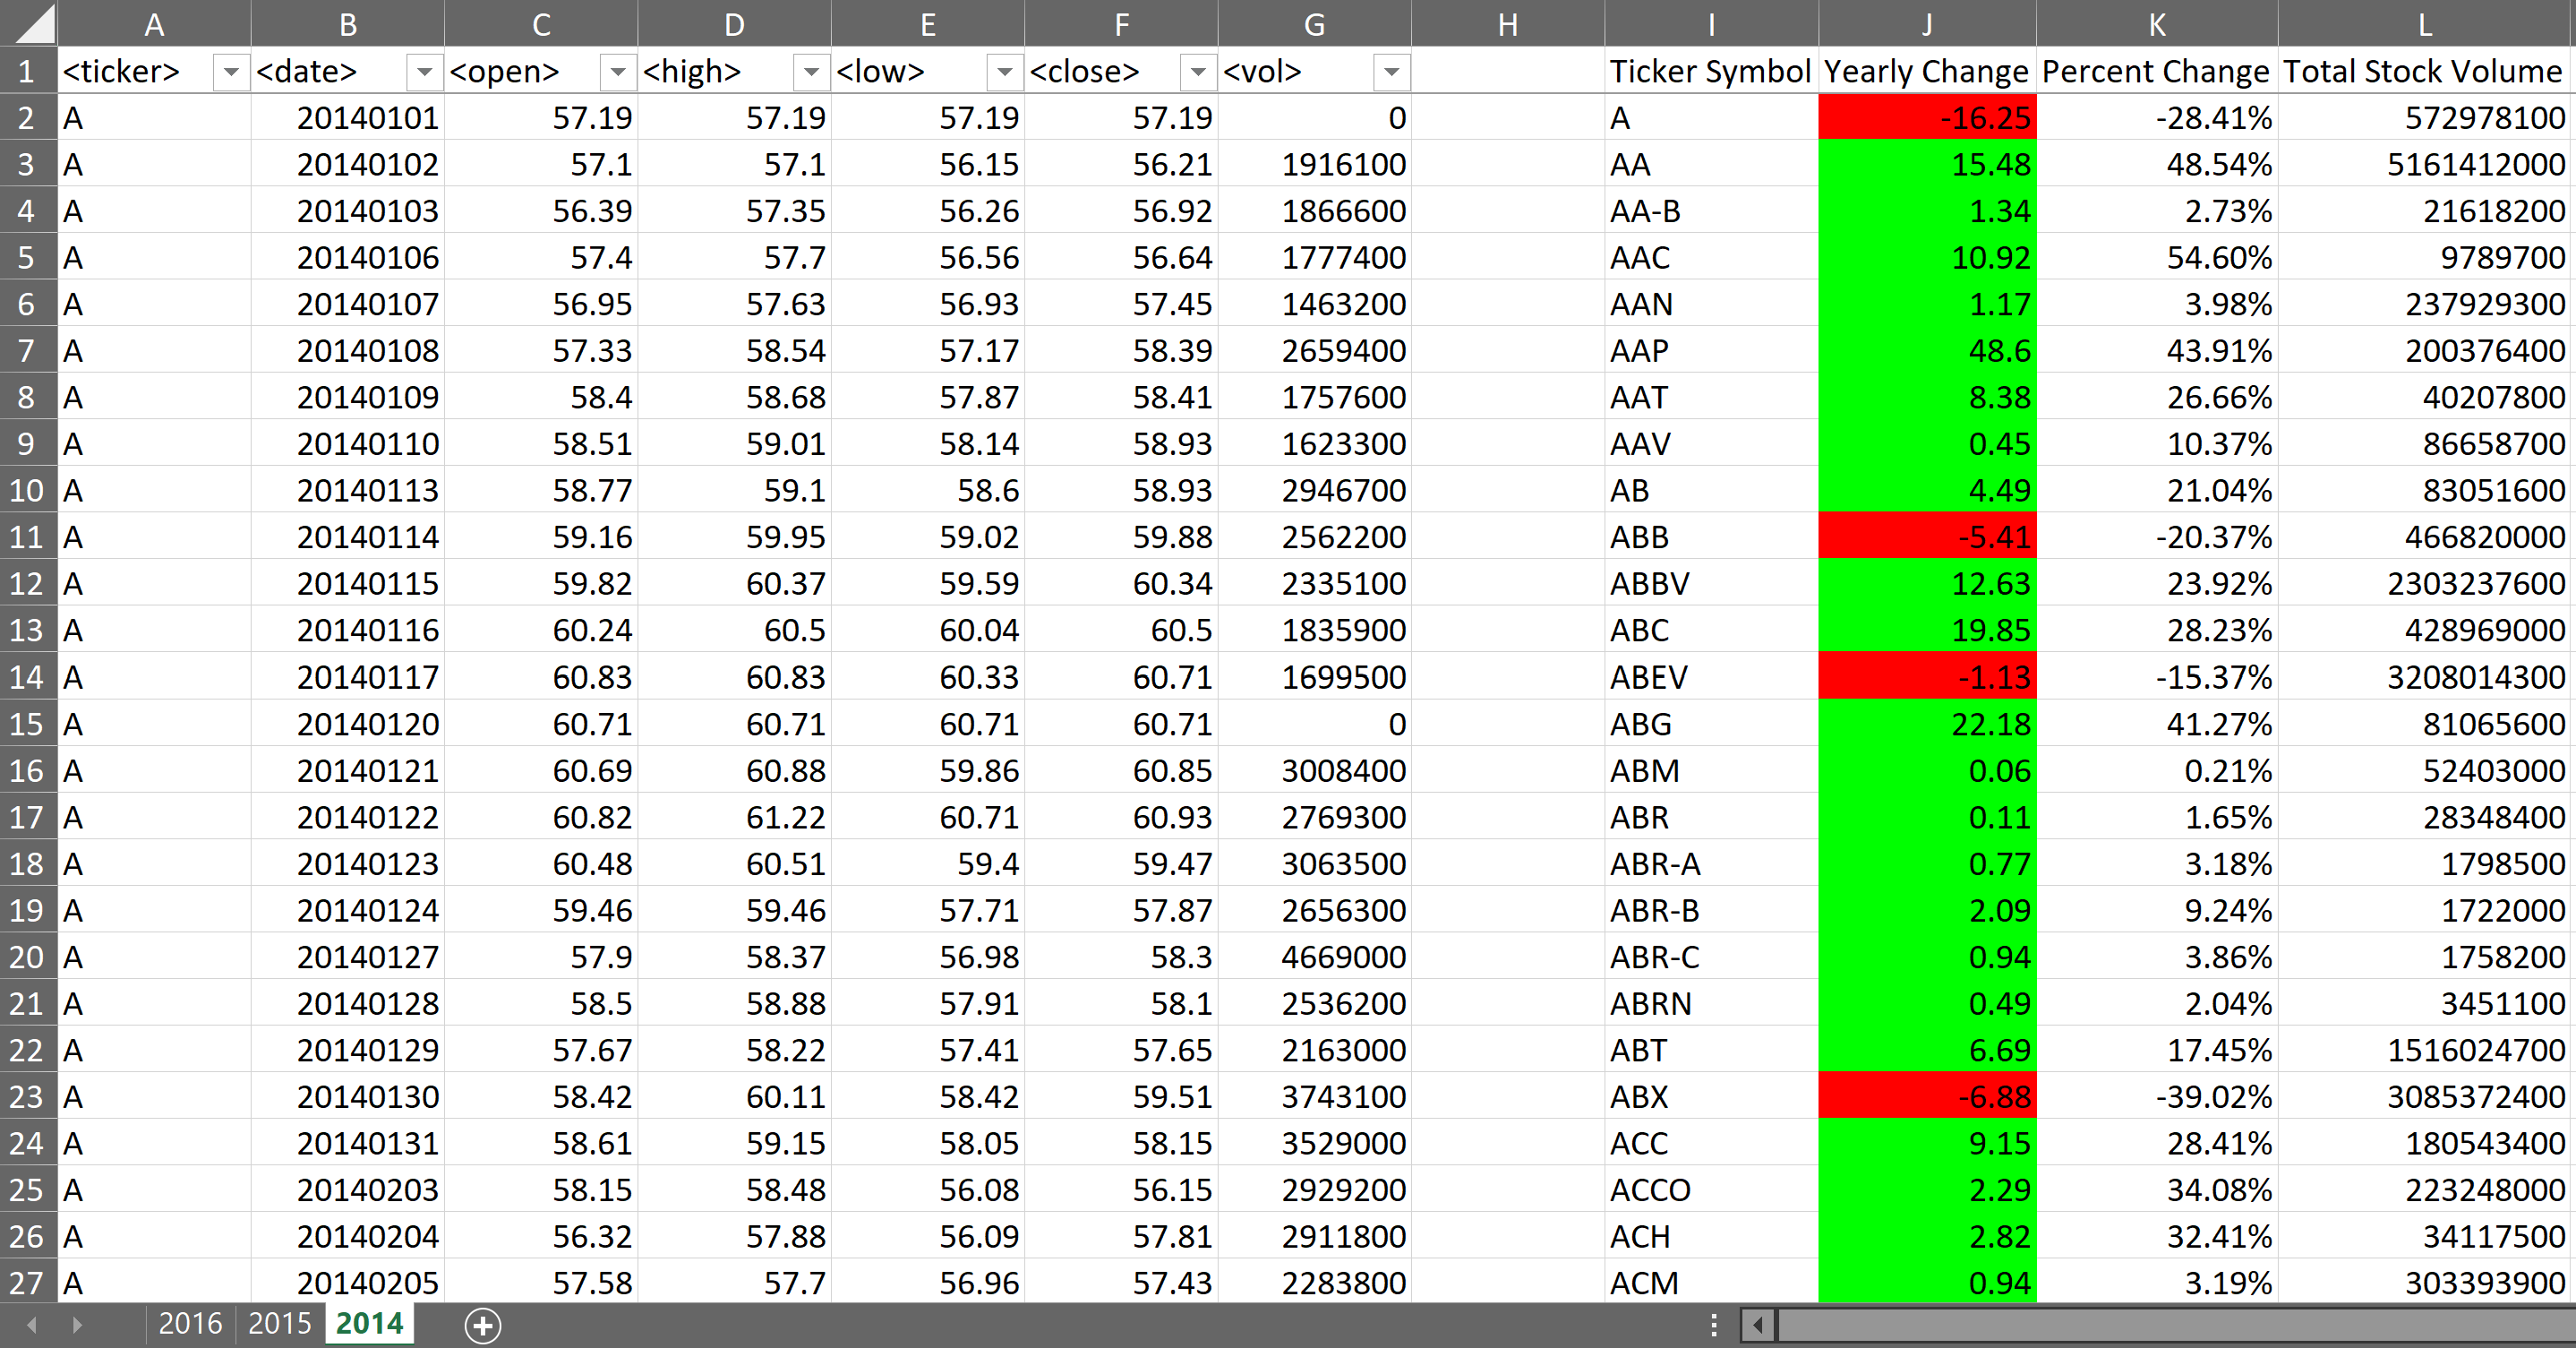 A B C D E F G H I J K L
1 <ticker> <date> <open> <high> <low> <close> <vol> Ticker Symbol Yearly Change Percent Change Total Stock Volume
2 A 20140101 57.19 57.19 57.19 57.19 0 A -16.25 -28.41% 572978100
3 A 20140102 57.1 57.1 56.15 56.21 1916100 AA 15.48 48.54% 5161412000
4 A 20140103 56.39 57.35 56.26 56.92 1866600 AA-B 1.34 2.73% 21618200
5 A 20140106 57.4 57.7 56.56 56.64 1777400 AAC 10.92 54.60% 9789700
6 A 20140107 56.95 57.63 56.93 57.45 1463200 AAN 1.17 3.98% 237929300
7 A 20140108 57.33 58.54 57.17 58.39 2659400 AAP 48.6 43.91% 200376400
8 A 20140109 58.4 58.68 57.87 58.41 1757600 AAT 8.38 26.66% 40207800
9 A 20140110 58.51 59.01 58.14 58.93 1623300 AAV 0.45 10.37% 86658700
10 A 20140113 58.77 59.1 58.6 58.93 2946700 AB 4.49 21.04% 83051600
11 A 20140114 59.16 59.95 59.02 59.88 2562200 ABB -5.41 -20.37% 466820000
12 A 20140115 59.82 60.37 59.59 60.34 2335100 ABBV 12.63 23.92% 2303237600
13 A 20140116 60.24 60.5 60.04 60.5 1835900 ABC 19.85 28.23% 428969000
14 A 20140117 60.83 60.83 60.33 60.71 1699500 ABEV -1.13 -15.37% 3208014300
15 A 20140120 60.71 60.71 60.71 60.71 0 ABG 22.18 41.27% 81065600
16 A 20140121 60.69 60.88 59.86 60.85 3008400 ABM 0.06 0.21% 52403000
17 A 20140122 60.82 61.22 60.71 60.93 2769300 ABR 0.11 1.65% 28348400
18 A 20140123 60.48 60.51 59.4 59.47 3063500 ABR-A 0.77 3.18% 1798500
19 A 20140124 59.46 59.46 57.71 57.87 2656300 ABR-B 2.09 9.24% 1722000
20 A 20140127 57.9 58.37 56.98 58.3 4669000 ABR-C 0.94 3.86% 1758200
21 A 20140128 58.5 58.88 57.91 58.1 2536200 ABRN 0.49 2.04% 3451100
22 A 20140129 57.67 58.22 57.41 57.65 2163000 ABT 6.69 17.45% 1516024700
23 A 20140130 58.42 60.11 58.42 59.51 3743100 ABX -6.88 -39.02% 3085372400
24 A 20140131 58.61 59.15 58.05 58.15 3529000 ACC 9.15 28.41% 180543400
25 A 20140203 58.15 58.48 56.08 56.15 2929200 ACCO 2.29 34.08% 223248000
26 A 20140204 56.32 57.88 56.09 57.81 2911800 ACH 2.82 32.41% 34117500
27 A 20140205 57.58 57.7 56.96 57.43 2283800 ACM 0.94 3.19% 303393900
2016 2015 2014